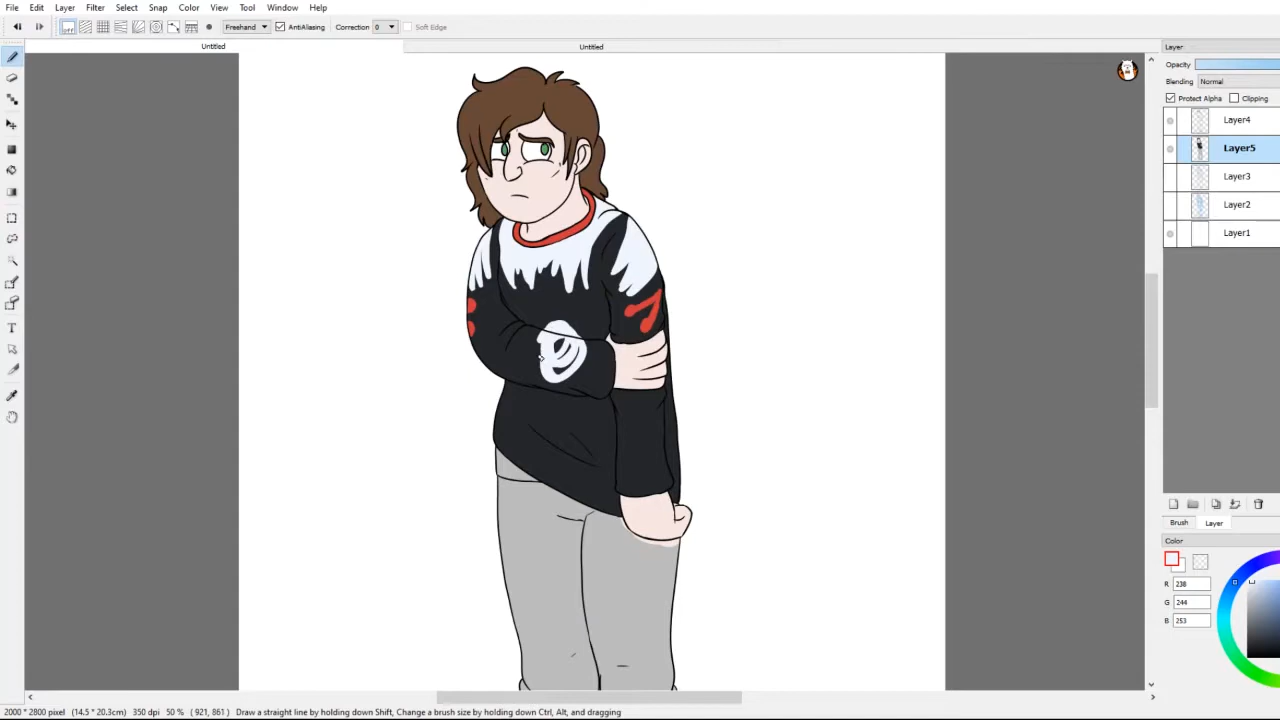 File Edit Layer Filter Select Snap Color View Tool Window Help
off Freehand AntiAliasing Correction 0 Soft Edge
Untitled Untitled
Layer
Opacity
Blending Normal
Protect Alpha Clipping
Layer4
Layer5
Layer3
Layer2
Layer1
T
7
Brush Layer
Color
R 238
G 244
B 253
2000 * 2800 pixel (14.5 * 20.3cm) 350 dpi 50 % ( 921, 861 ) Draw a straight line by holding down Shift, Change a brush size by holding down Ctrl, Alt, and dragging